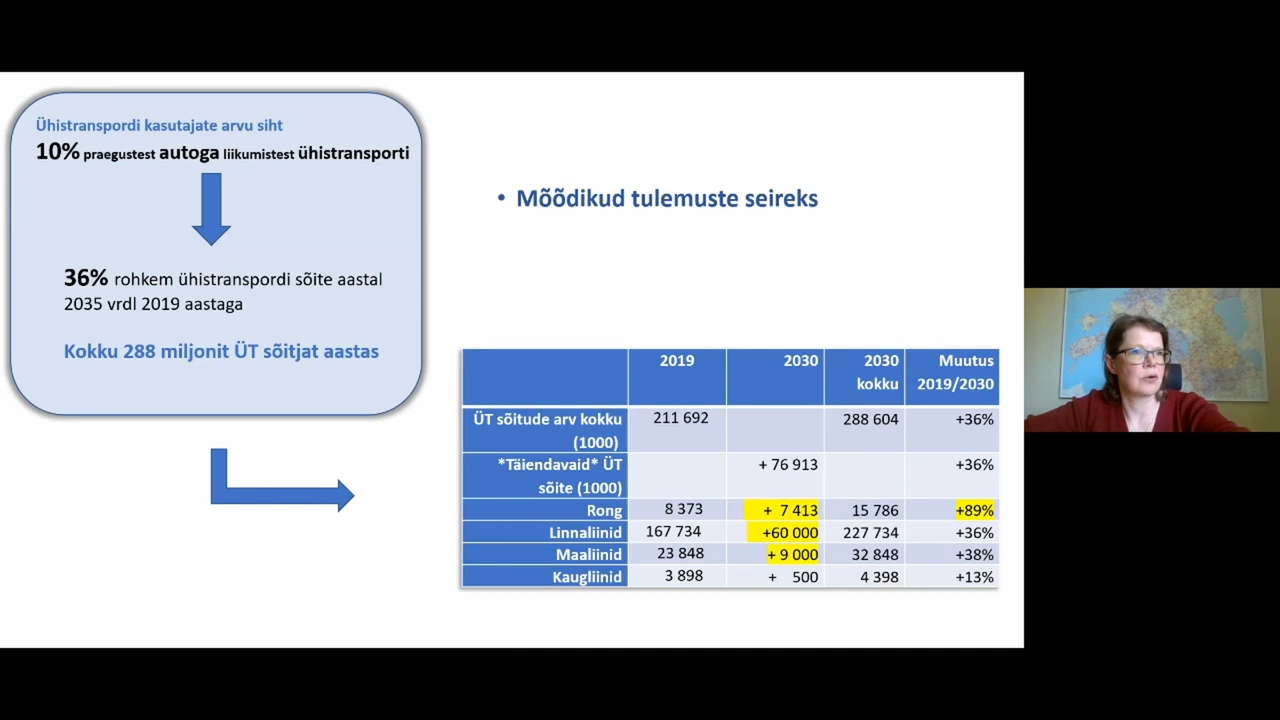 Ühistranspordi kasutajate arvu siht
10% praegustest autoga liikumistest ühistransporti
36% rohkem ühistranspordi sõite aastal
2035 vrdl 2019 aastaga
Kokku 288 miljonit ÜT sõitjat aastas
• Mõõdikud tulemuste seireks
2019 2030 2030 kokku Muutus 2019/2030
ÜT sõitude arv kokku (1000) 211 692 288 604 +36%
*Täiendavaid* ÜT sõite (1000) + 76 913 +36%
Rong 8 373 + 7 413 15 786 +89%
Linnaliinid 167 734 +60 000 227 734 +36%
Maaliinid 23 848 + 9 000 32 848 +38%
Kaugliinid 3 898 + 500 4 398 +13%